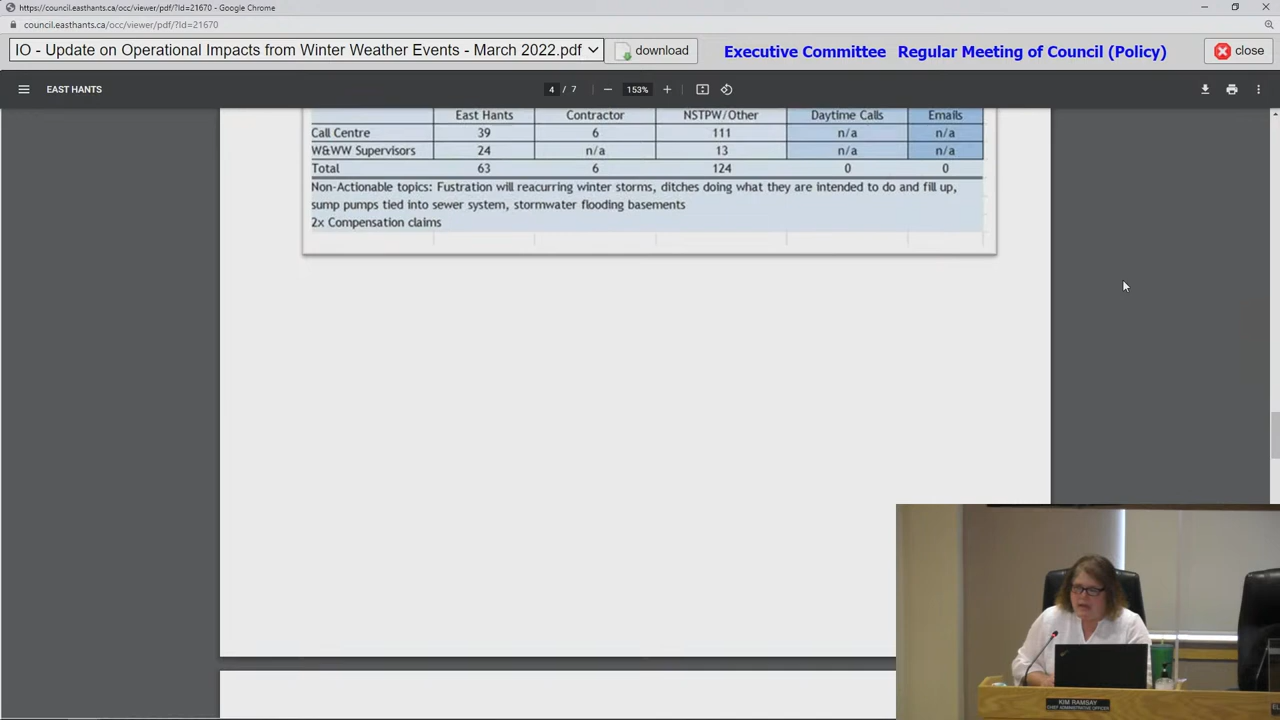 https://council.easthants.ca/occ/viewer/pdf/?Id=21670 - Google Chrome
council.easthants.ca/occ/viewer/pdf/?Id=21670
IO - Update on Operational Impacts from Winter Weather Events - March 2022.pdf download Executive Committee Regular Meeting of Council (Policy) close
EAST HANTS 4 / 7 153%
East Hants Contractor NSTPW/Other Daytime Calls Emails
Call Centre 39 6 111 n/a n/a
W&WW Supervisors 24 n/a 13 n/a n/a
Total 63 6 124 0 0
Non-Actionable topics: Fustration will reacurring winter storms, ditches doing what they are intended to do and fill up,
sump pumps tied into sewer system, stormwater flooding basements
2x Compensation claims
KIM RAMSAY
CHIEF ADMINISTRATIVE OFFICER